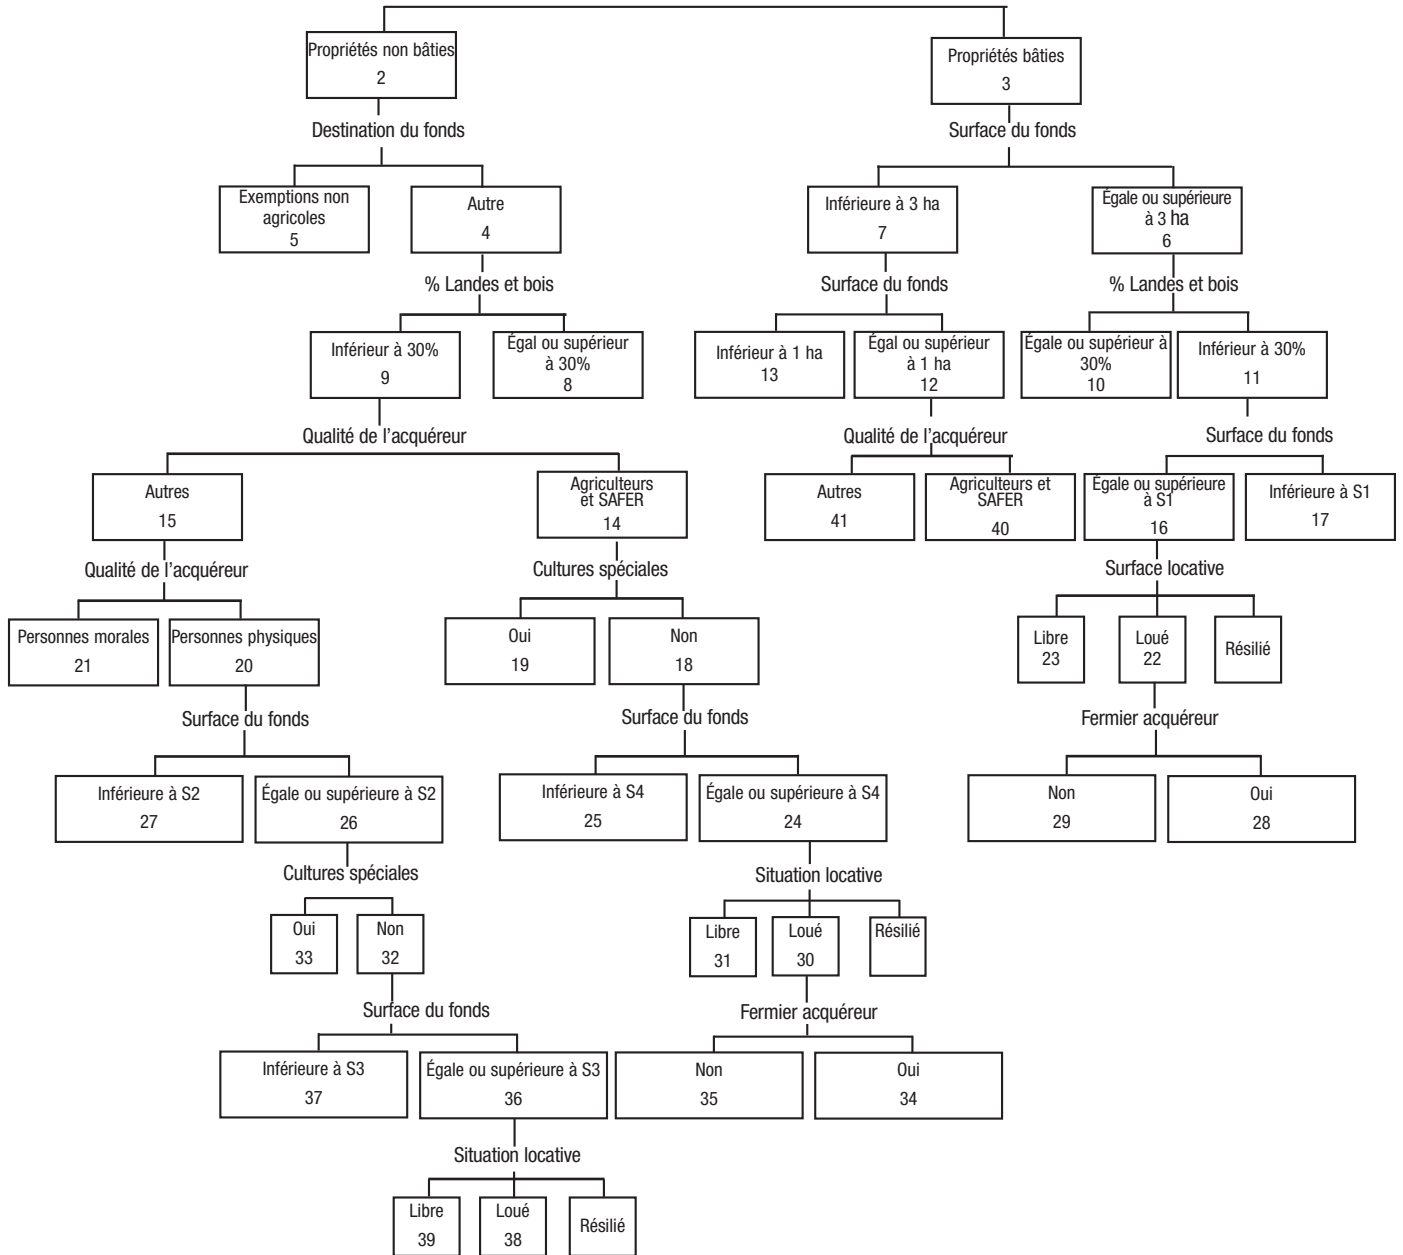 Propriétés non bâties
2
Propriétés bâties
3
Destination du fonds
Surface du fonds
Exemptions non
agricoles
5
Autre
4
Inférieure à 3 ha
7
Égale ou supérieure
à 3 ha
6
% Landes et bois
Surface du fonds
% Landes et bois
Inférieur à 30%
9
Égal ou supérieur
à 30%
8
Inférieur à 1 ha
13
Égal ou supérieur
à 1 ha
12
Égale ou supérieur à
30%
10
Inférieur à 30%
11
Qualité de l'acquéreur
Qualité de l'acquéreur
Surface du fonds
Autres
15
Agriculteurs
et SAFER
14
Autres
41
Agriculteurs et
SAFER
40
Égale ou supérieure
à S1
16
Inférieure à S1
17
Qualité de l'acquéreur
Cultures spéciales
Surface locative
Personnes morales
21
Personnes physiques
20
Oui
19
Non
18
Libre
23
Loué
22
Résilié
Surface du fonds
Surface du fonds
Fermier acquéreur
Inférieure à S2
27
Égale ou supérieure à S2
26
Inférieure à S4
25
Égale ou supérieure à S4
24
Non
29
Oui
28
Cultures spéciales
Situation locative
Oui
33
Non
32
Libre
31
Loué
30
Résilié
Surface du fonds
Fermier acquéreur
Inférieure à S3
37
Égale ou supérieure à S3
36
Non
35
Oui
34
Situation locative
Libre
39
Loué
38
Résilié